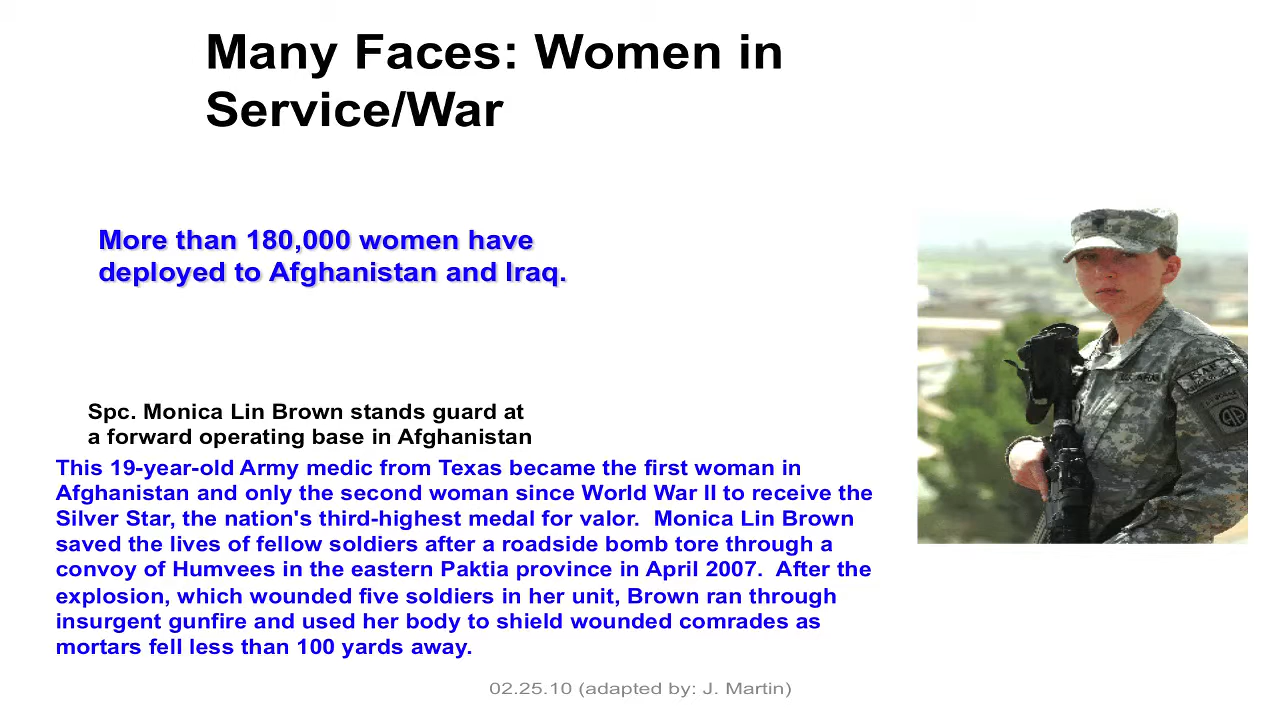 Many Faces: Women in
Service/War
More than 180,000 women have
deployed to Afghanistan and Iraq.
Spc. Monica Lin Brown stands guard at
a forward operating base in Afghanistan
This 19-year-old Army medic from Texas became the first woman in
Afghanistan and only the second woman since World War II to receive the
Silver Star, the nation's third-highest medal for valor.  Monica Lin Brown
saved the lives of fellow soldiers after a roadside bomb tore through a
convoy of Humvees in the eastern Paktia province in April 2007.  After the
explosion, which wounded five soldiers in her unit, Brown ran through
insurgent gunfire and used her body to shield wounded comrades as
mortars fell less than 100 yards away.
02.25.10 (adapted by: J. Martin)